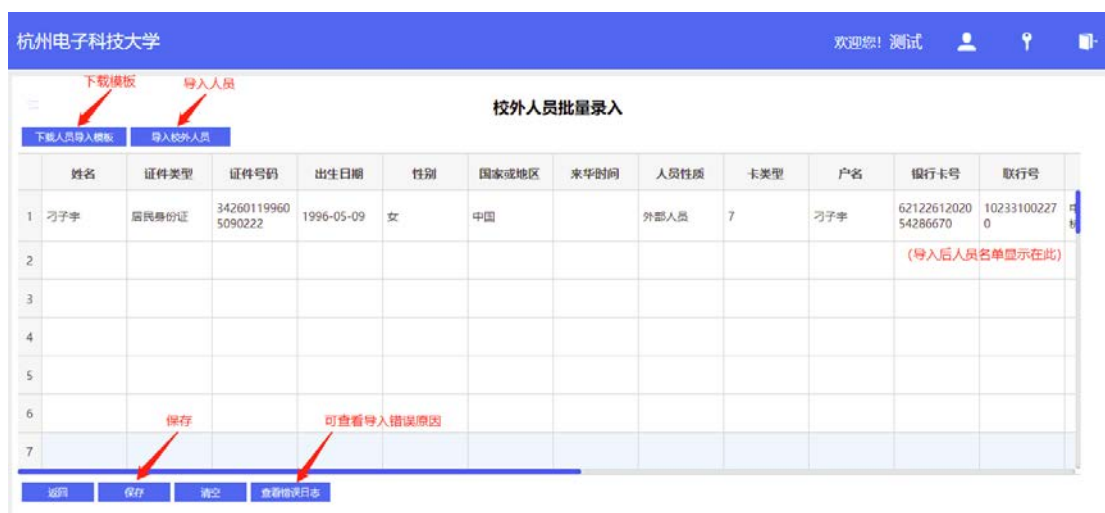 杭州电子科技大学 欢迎您! 测试
下载模板 导入人员
校外人员批量录入
下载人员导入模板 导入校外人员
姓名 证件类型 证件号码 出生日期 性别 国家或地区 来华时间 人员性质 卡类型 户名 银行卡号 联行号
1 刁子宇 居民身份证 34260119960 1996-05-09 女 中国 外部人员 7 刁子宇 62122612020 10233100227
5090222 54286670 0
2 (导入后人员名单显示在此)
3
4
5
6 保存 可查看导入错误原因
7
返回 保存 清空 查看错误日志